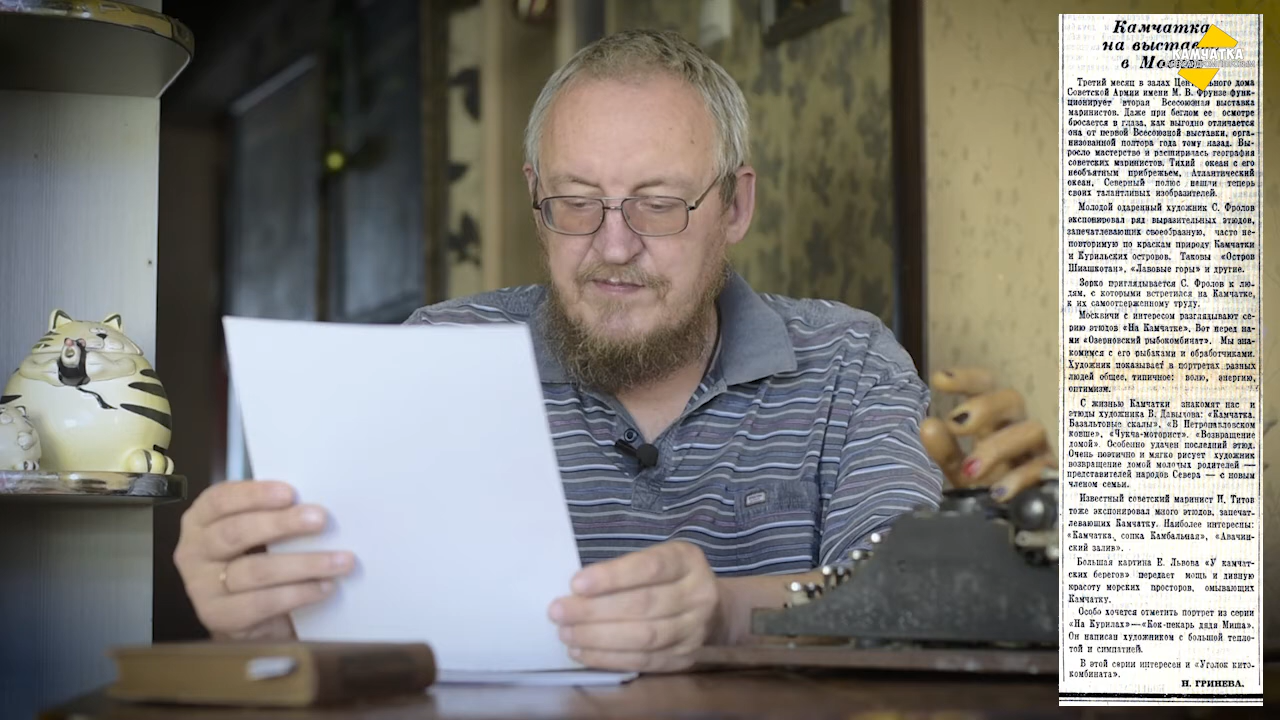 Камчатка
на выставке
в Москве
КАМЧАТКА
Третий месяц в залах Центрального дома
Советской Армии имени М. В. Фрунзе функ-
ционирует вторая Всесоюзная выставка
маринистов. Даже при беглом ее осмотре
бросается в глаза, как выгодно отличается
она от первой Всесоюзной выставки, орга-
низованной полтора года тому назад. Вы-
росло мастерство и расширилась география
советских маринистов. Тихий океан с его
необъятным прибрежьем, Атлантический
океан, Северный полюс нашли теперь
своих талантливых изобразителей.
Молодой одаренный художник С. Фролов
экспонировал ряд выразительных этюдов,
запечатлевающих своеобразную, часто не-
повторимую по краскам природу Камчатки
и Курильских островов. Таковы «Остров
Шиашкотан», «Лавовые горы» и другие.
Зорко приглядывается С. Фролов к лю-
дям, с которыми встретился на Камчатке,
к их самоотверженному труду.
Москвичи с интересом разглядывают се-
рию этюдов «На Камчатке». Вот перед на-
ми «Озерновский рыбокомбинат». Мы зна-
комимся с его рыбаками и обработчиками.
Художник показывает в портретах разных
людей общее, типичное: волю, энергию,
оптимизм.
С жизнью Камчатки знакомят нас и
этюды художника В. Давыдова: «Камчатка.
Базальтовые скалы», «В Петропавловском
ковше», «Чукча-моторист», «Возвращение
домой». Особенно удачен последний этюд.
Очень поэтично и мягко рисует художник
возвращение домой молодых родителей —
представителей народов Севера — с новым
членом семьи.
Известный советский маринист И. Титов
тоже экспонировал много этюдов, запечат-
левающих Камчатку. Наиболее интересны:
«Камчатка, сопка Камбальная», «Авачин-
ский залив».
Большая картина Е. Львова «У камчат-
ских берегов» передает мощь и дивную
красоту морских просторов, омывающих
Камчатку.
Особо хочется отметить портрет из серии
«На Курилах»—«Кок-пекарь дядя Миша».
Он написан художником с большой тепло-
той и симпатией.
В этой серии интересен и «Уголок кито-
комбината».
Н. ГРИНЕВА.